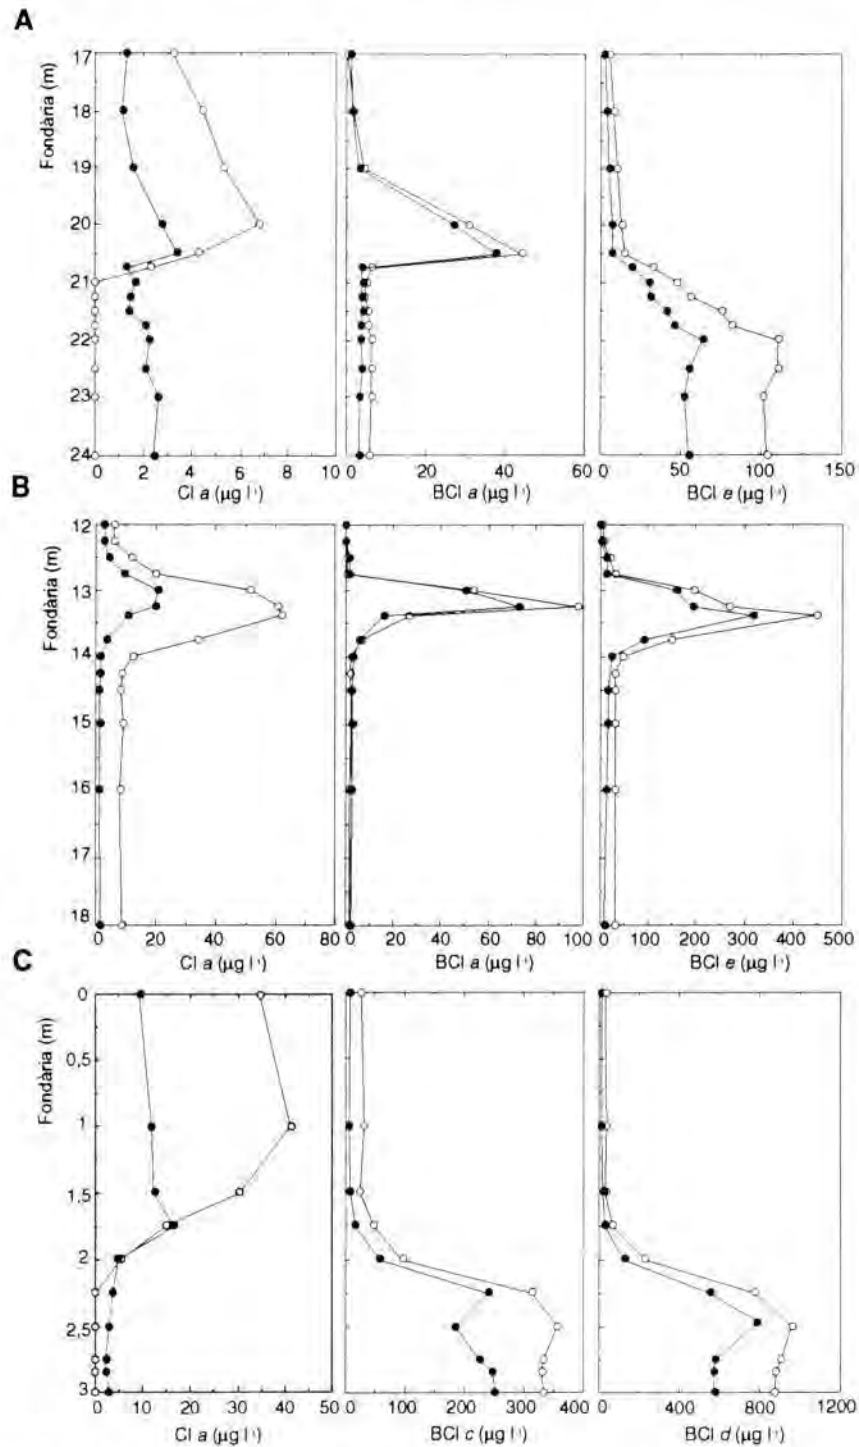 A
Fondària (m)
17
18
19
20
21
22
23
24
0 2 4 6 8 10
Cl a (µg l⁻¹)
0 20 40 60
BCl a (µg l⁻¹)
0 50 100 150
BCl e (µg l⁻¹)
B
Fondària (m)
12
13
14
15
16
17
18
0 20 40 60 80
Cl a (µg l⁻¹)
0 20 40 60 80 100
BCl a (µg l⁻¹)
0 100 200 300 400 500
BCl e (µg l⁻¹)
C
Fondària (m)
0
0,5
1
1,5
2
2,5
3
0 10 20 30 40 50
Cl a (µg l⁻¹)
0 100 200 300 400
BCl c (µg l⁻¹)
0 400 800 1200
BCl d (µg l⁻¹)